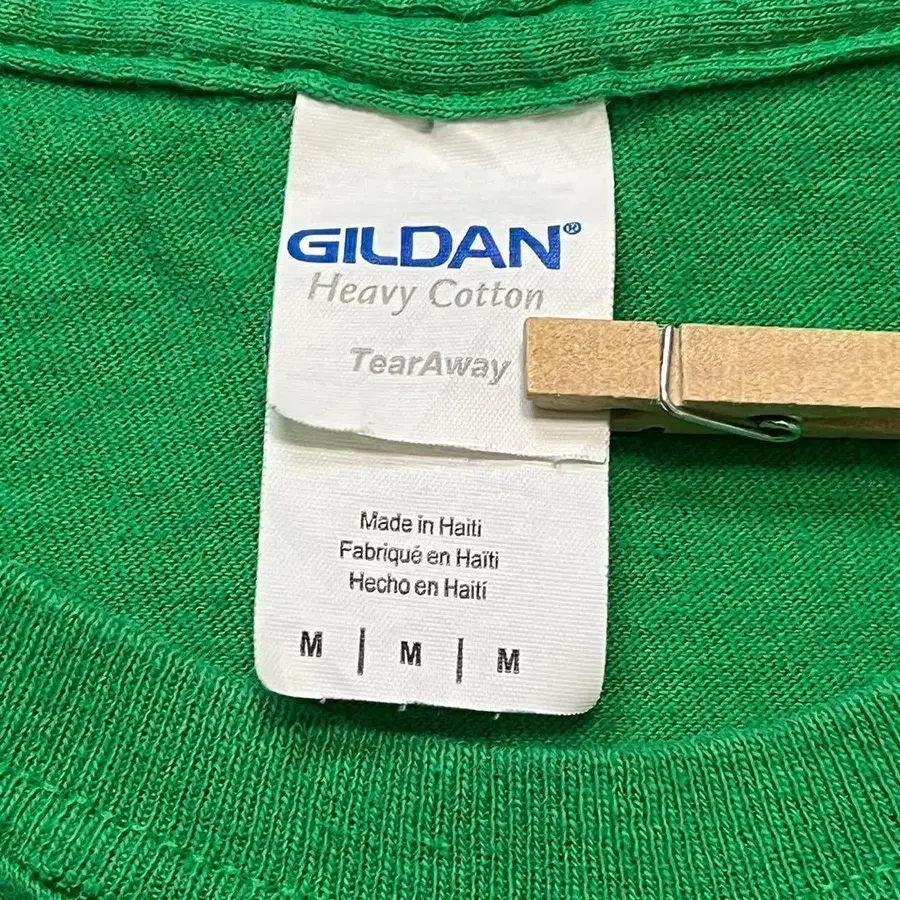 GILDAN®
Heavy Cotton
TearAway
Made in Haiti
Fabriqué en Haïti
Hecho en Haití
M | M | M